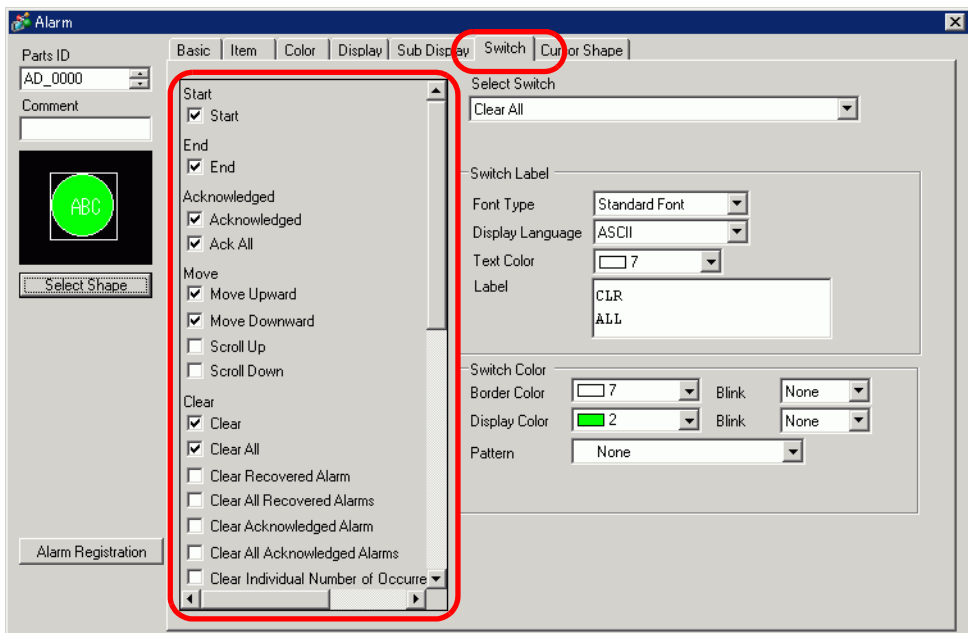 Alarm
Parts ID
AD_0000
Comment
ABC
Select Shape
Alarm Registration
Basic Item Color Display Sub Display Switch Cursor Shape
Start
Start
End
End
Acknowledged
Acknowledged
Ack All
Move
Move Upward
Move Downward
Scroll Up
Scroll Down
Clear
Clear
Clear All
Clear Recovered Alarm
Clear All Recovered Alarms
Clear Acknowledged Alarm
Clear All Acknowledged Alarms
Clear Individual Number of Occurre
Select Switch
Clear All
Switch Label
Font Type Standard Font
Display Language ASCII
Text Color 7
Label
CLR
ALL
Switch Color
Border Color 7 Blink None
Display Color 2 Blink None
Pattern None